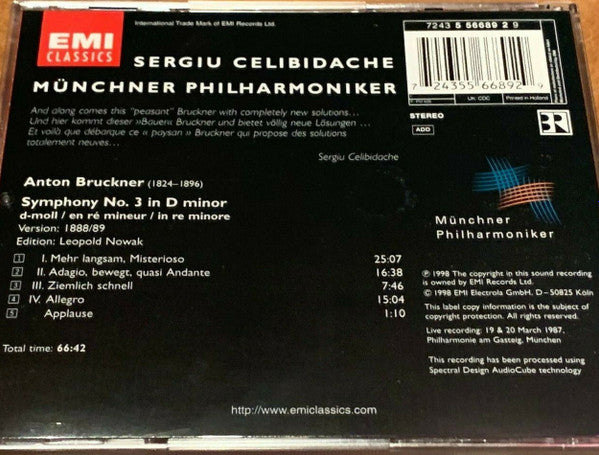 International Trade Mark of EMI Records Ltd.
EMI
CLASSICS
SERGIU CELIBIDACHE
MÜNCHNER PHILHARMONIKER
7243 5 56689 2 9
7 24355 66892 9
UK: CDC
Printed in Holland
STEREO
ADD
And along comes this "peasant" Bruckner with completely new solutions...
Und hier kommt dieser »Bauer« Bruckner und bietet völlig neue Lösungen ...
Et voilà que débarque ce « paysan » Bruckner qui propose des solutions
totalement neuves...
Sergiu Celibidache
Anton Bruckner (1824–1896)
Symphony No. 3 in D minor
d-moll / en ré mineur / in re minore
Version: 1888/89
Edition: Leopold Nowak
1 I. Mehr langsam, Misterioso 25:07
2 II. Adagio, bewegt, quasi Andante 16:38
3 III. Ziemlich schnell 7:46
4 IV. Allegro 15:04
5 Applause 1:10
Total time: 66:42
Münchner
Philharmoniker
℗ 1998 The copyright in this sound recording
is owned by EMI Records Ltd.
© 1998 EMI Electrola GmbH, D – 50825 Köln
This label copy information is the subject of
copyright protection. All rights reserved.
Live recording: 19 & 20 March 1987,
Philharmonie am Gasteig, München
This recording has been processed using
Spectral Design AudioCube technology
http://www.emiclassics.com